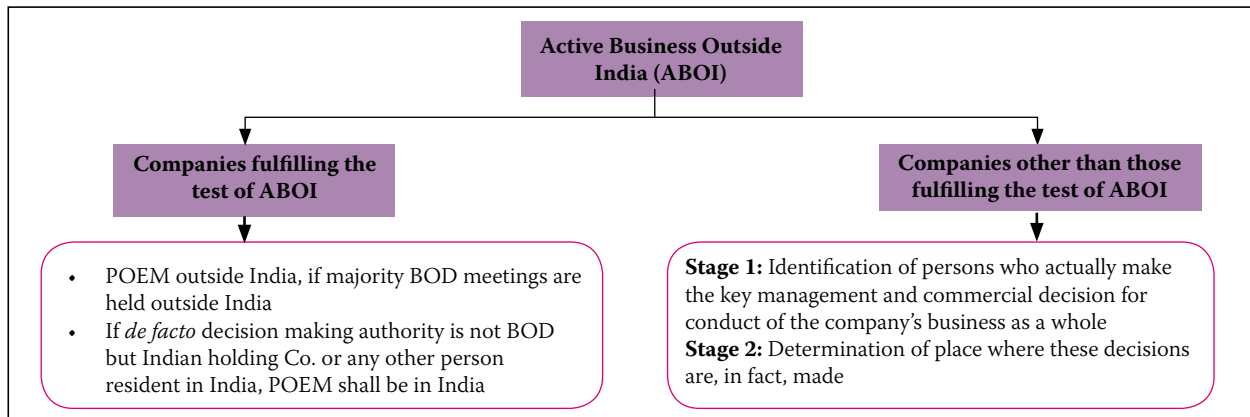 Active Business Outside
India (ABOI)
Companies fulfilling the
test of ABOI
Companies other than those
fulfilling the test of ABOI
• POEM outside India, if majority BOD meetings are
held outside India
• If de facto decision making authority is not BOD
but Indian holding Co. or any other person
resident in India, POEM shall be in India
Stage 1: Identification of persons who actually make
the key management and commercial decision for
conduct of the company’s business as a whole
Stage 2: Determination of place where these decisions
are, in fact, made